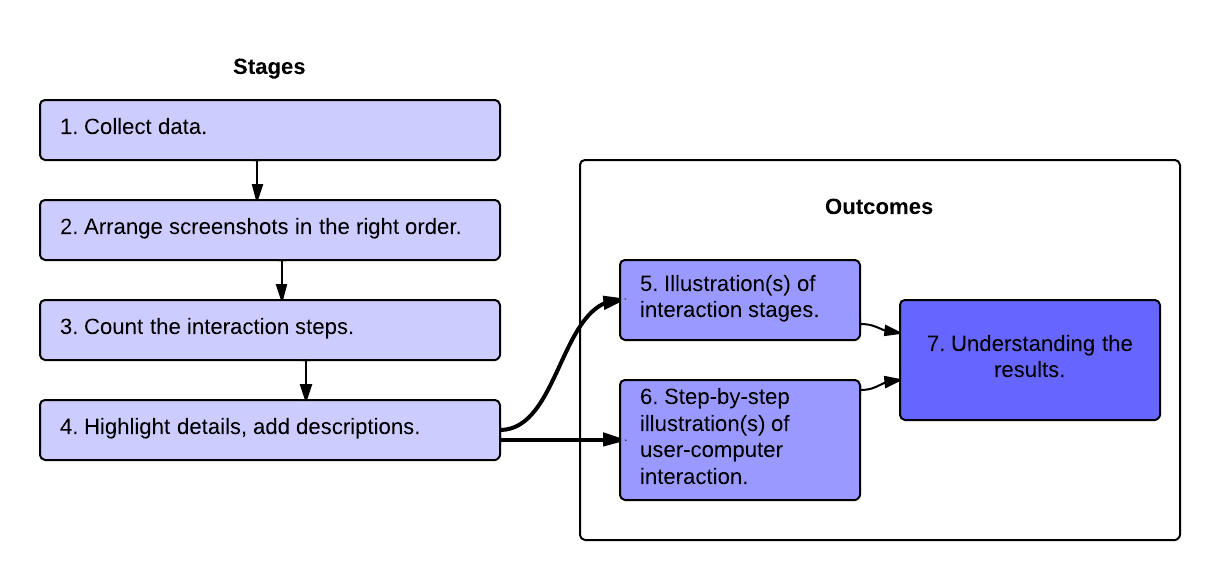 Stages
1. Collect data.
2. Arrange screenshots in the right order.
3. Count the interaction steps.
4. Highlight details, add descriptions.
Outcomes
5. Illustration(s) of
interaction stages.
6. Step-by-step
illustration(s) of
user-computer
interaction.
7. Understanding the
results.